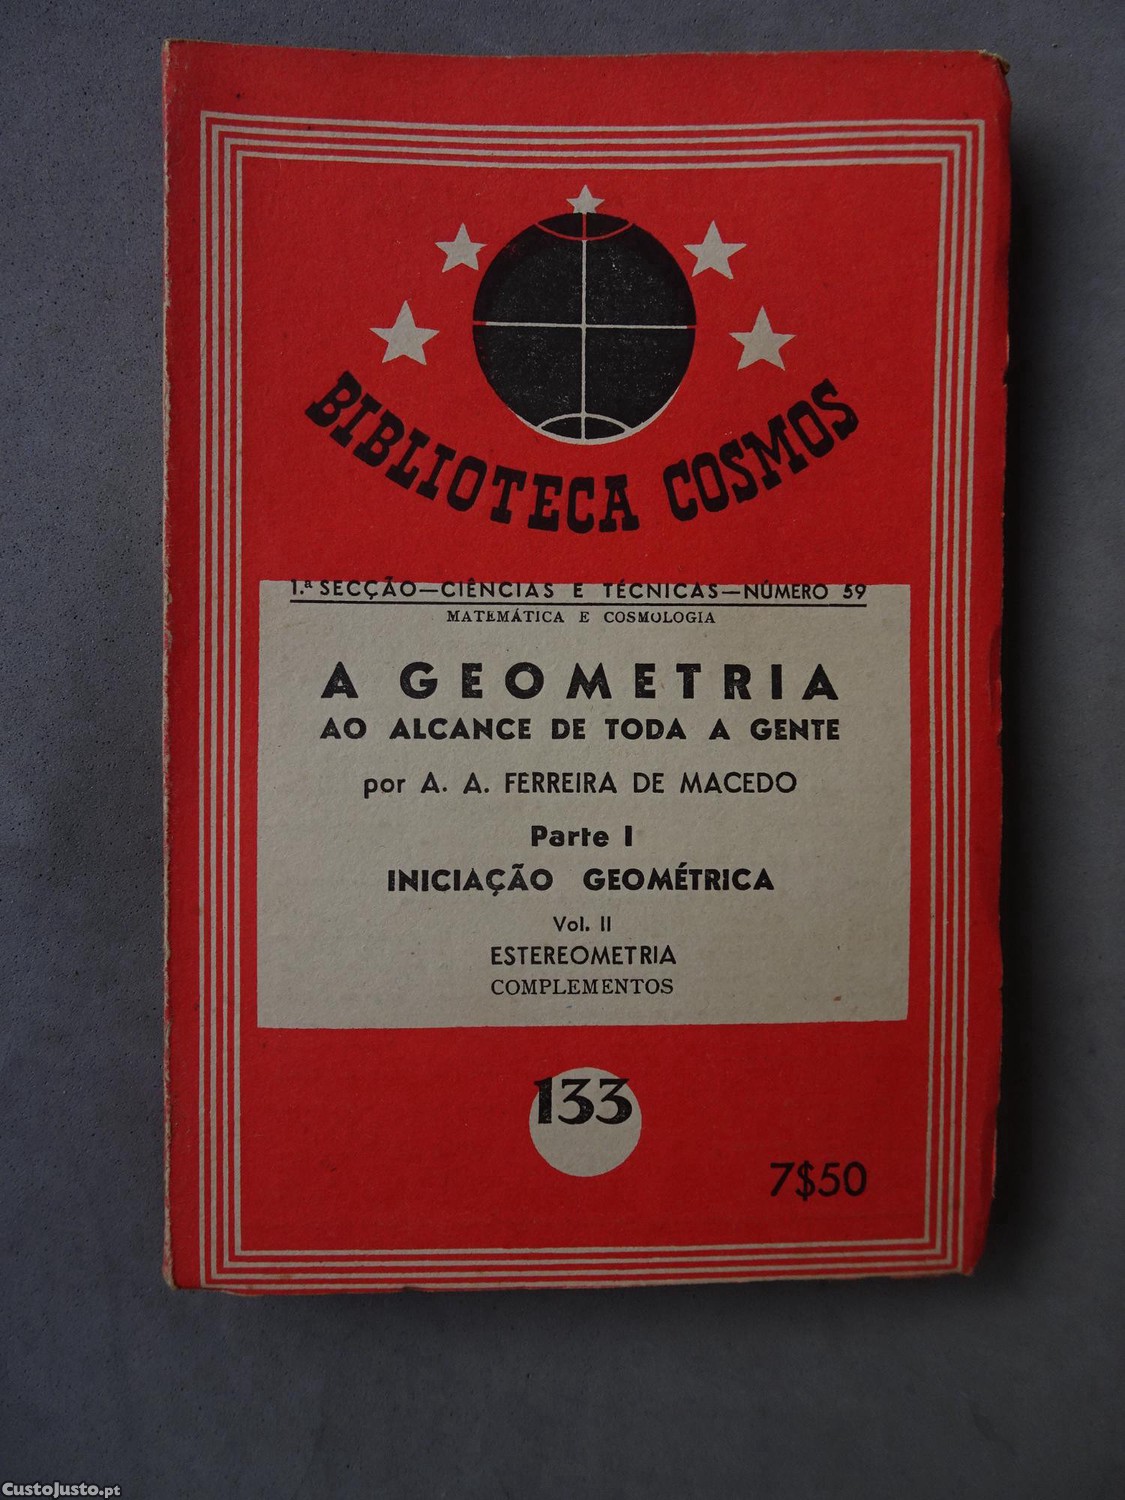 BIBLIOTECA COSMOS
1.ª SECÇÃO—CIÊNCIAS E TÉCNICAS—NÚMERO 59
MATEMÁTICA E COSMOLOGIA
A GEOMETRIA
AO ALCANCE DE TODA A GENTE
por A. A. FERREIRA DE MACEDO
Parte I
INICIAÇÃO GEOMÉTRICA
Vol. II
ESTEREOMETRIA
COMPLEMENTOS
133
7$50
CustoJusto.pt